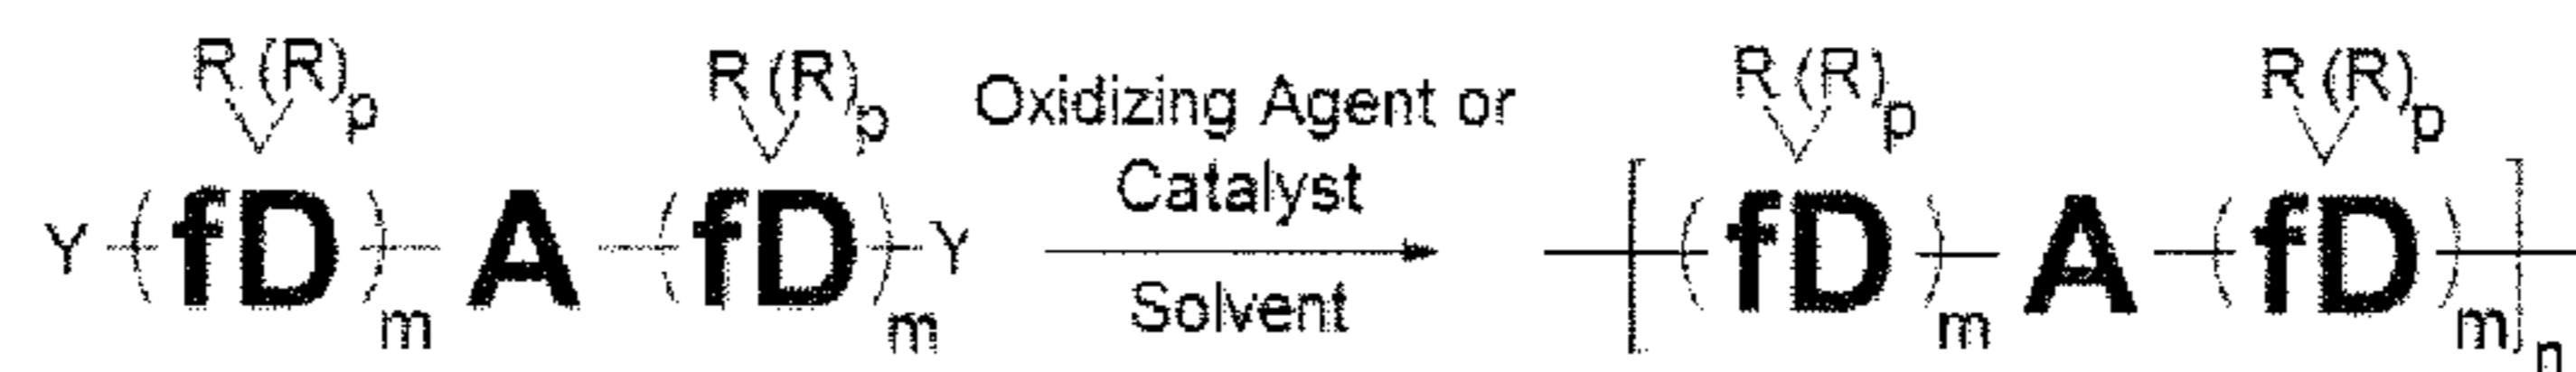 R (R)p R (R)p Oxidizing Agent or R (R)p R (R)p
Catalyst
Y (fD)m A (fD)m Y [(fD)m A (fD)m]n
Solvent